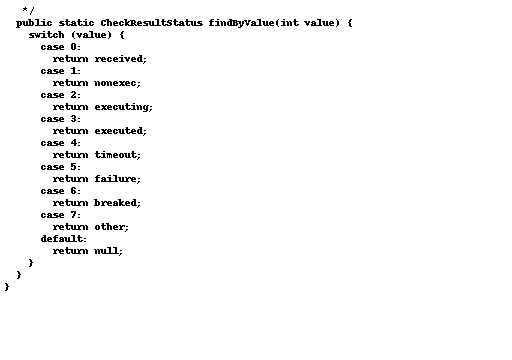 */
  public static CheckResultStatus findByValue(int value) {
    switch (value) {
      case 0:
        return received;
      case 1:
        return nonexec;
      case 2:
        return executing;
      case 3:
        return executed;
      case 4:
        return timeout;
      case 5:
        return failure;
      case 6:
        return breaked;
      case 7:
        return other;
      default:
        return null;
    }
  }
}